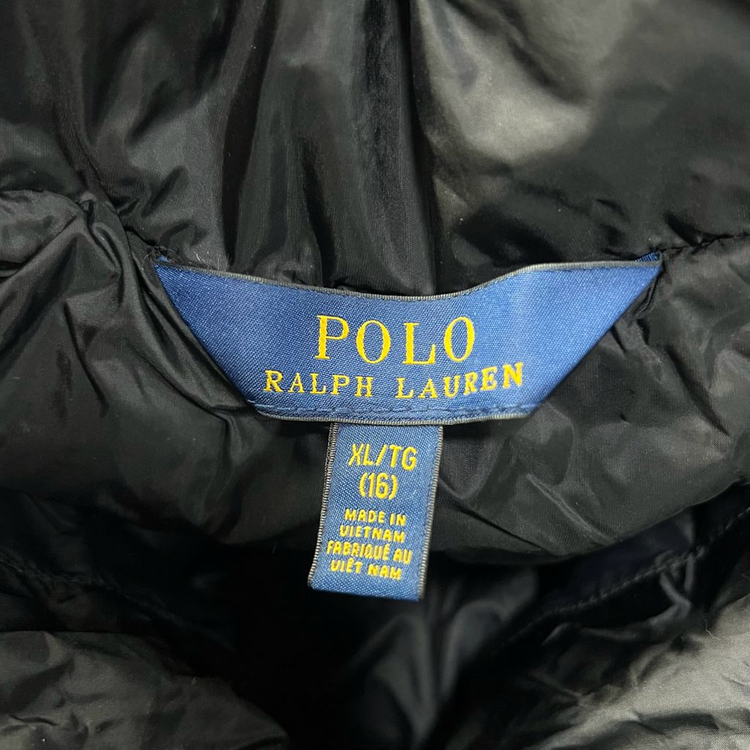 POLO
RALPH LAUREN
XL/TG
(16)
MADE IN
VIETNAM
FABRIQUÉ AU
VIÊT NAM